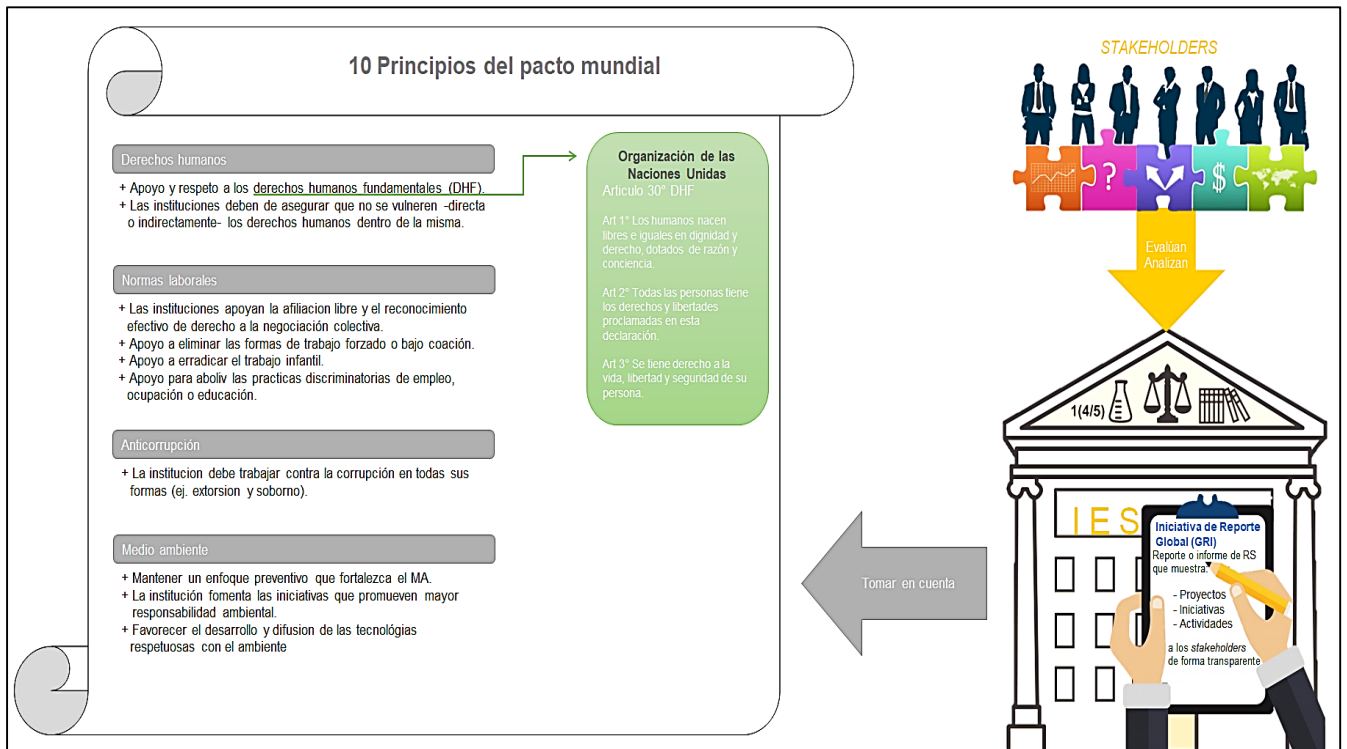 10 Principios del pacto mundial
Derechos humanos
+ Apoyo y respeto a los derechos humanos fundamentales (DHF).
+ Las instituciones deben de asegurar que no se vulneren -directa
o indirectamente- los derechos humanos dentro de la misma.
Normas laborales
+ Las instituciones apoyan la afiliacion libre y el reconocimiento
efectivo de derecho a la negociación colectiva.
+ Apoyo a eliminar las formas de trabajo forzado o bajo coación.
+ Apoyo a erradicar el trabajo infantil.
+ Apoyo para aboliv las practicas discriminatorias de empleo,
ocupación o educación.
Anticorrupción
+ La institucion debe trabajar contra la corrupción en todas sus
formas (ej. extorsion y soborno).
Medio ambiente
+ Mantener un enfoque preventivo que fortalezca el MA.
+ La institución fomenta las iniciativas que promueven mayor
responsabilidad ambiental.
+ Favorecer el desarrollo y difusion de las tecnológias
respetuosas con el ambiente
Organización de las
Naciones Unidas
Articulo 30° DHF
Art 1° Los humanos nacen
libres e iguales en dignidad y
derecho, dotados de razón y
conciencia.
Art 2° Todas las personas tiene
los derechos y libertades
proclamadas en esta
declaración.
Art 3° Se tiene derecho a la
vida, libertad y seguridad de su
persona.
STAKEHOLDERS
?
$
Evalúan
Analizan
1(4/5)
IES
Iniciativa de Reporte
Global (GRI)
Reporte o informe de RS
que muestra:
- Proyectos
- Iniciativas
- Actividades
a los stakeholders
de forma transparente
Tomar en cuenta